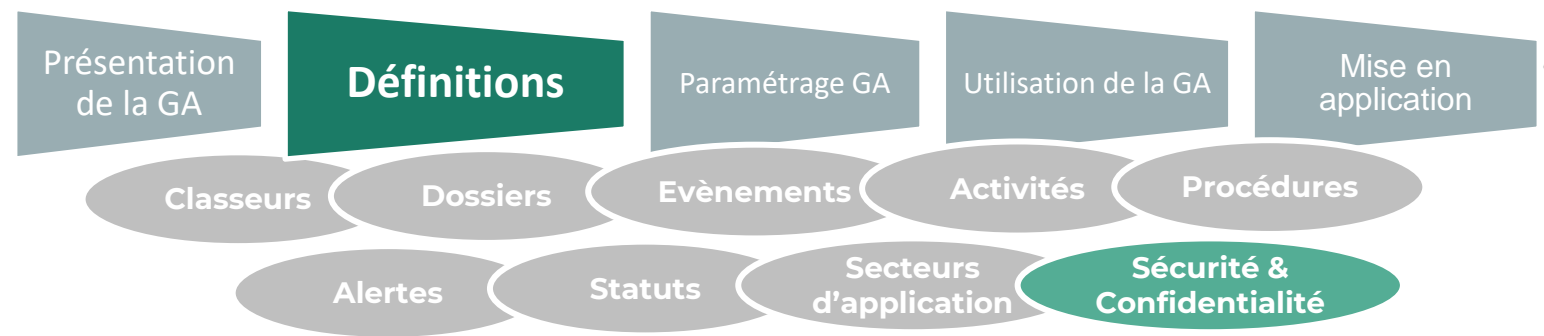 Présentation
de la GA
Définitions
Paramétrage GA
Utilisation de la GA
Mise en
application
Classeurs
Dossiers
Evènements
Activités
Procédures
Alertes
Statuts
Secteurs
d'application
Sécurité &
Confidentialité